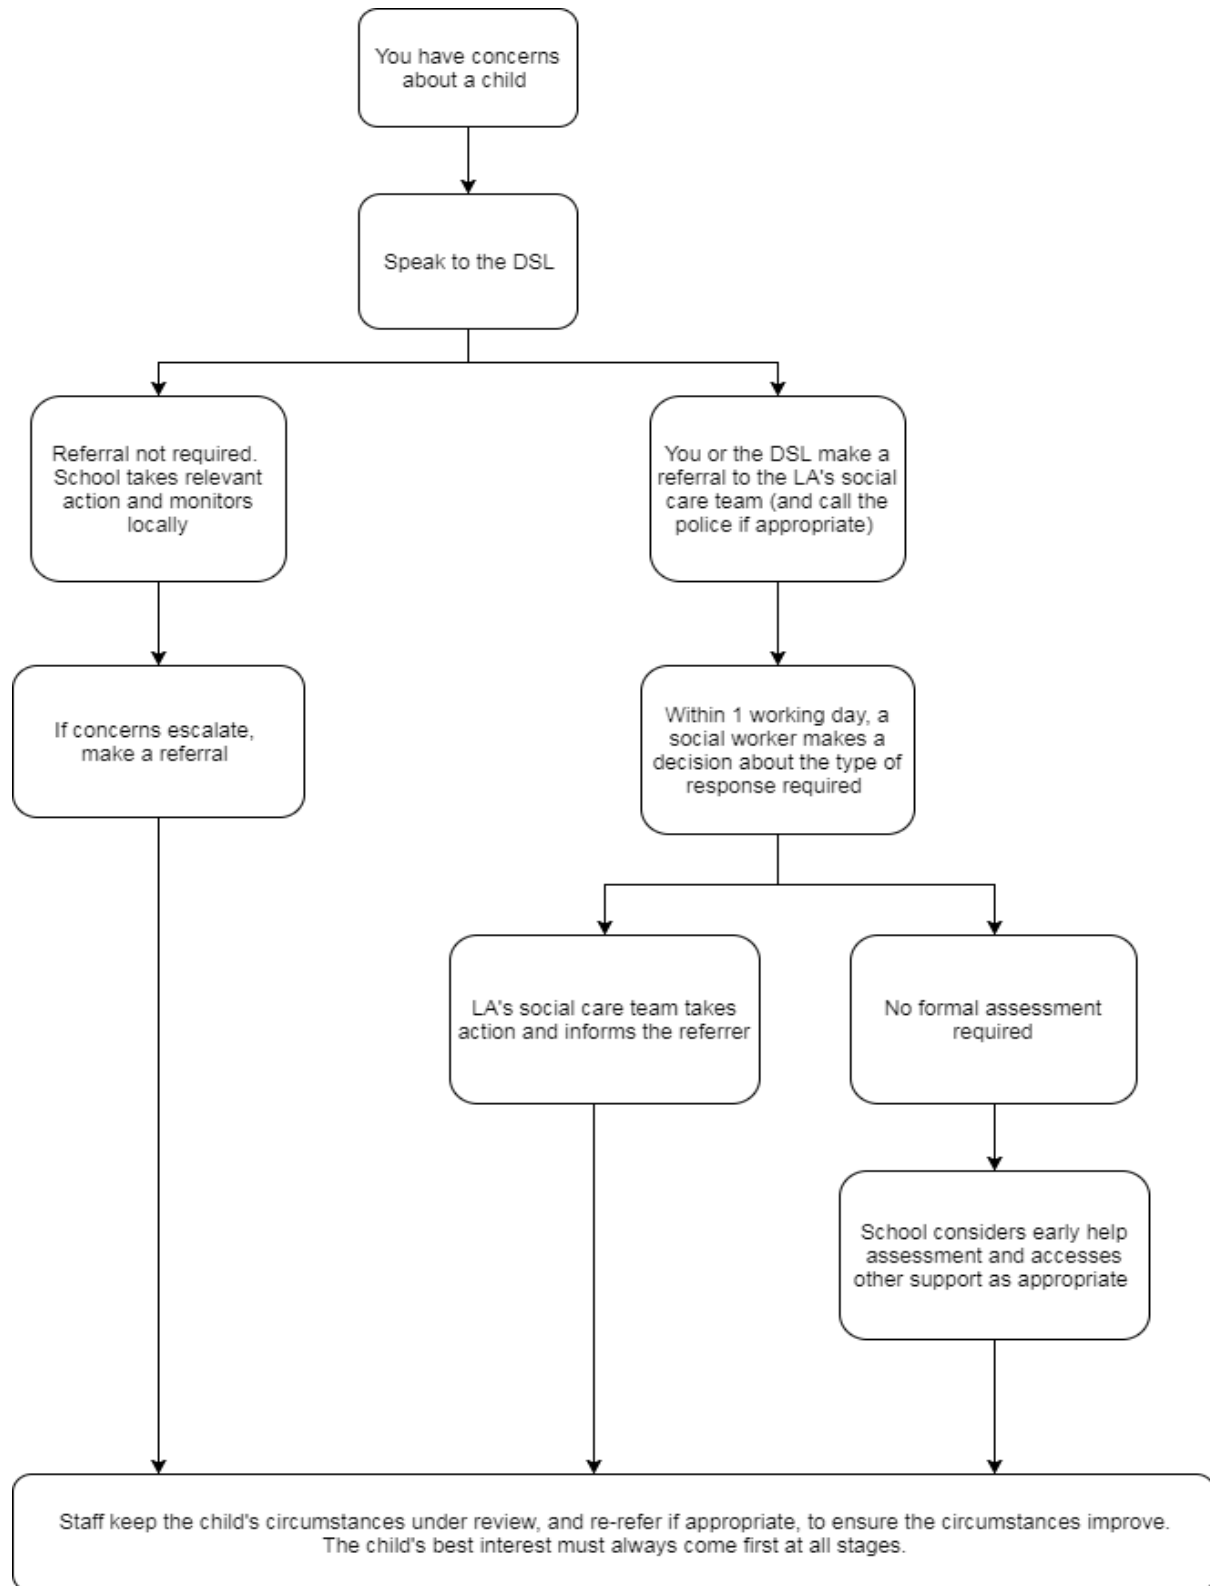 You have concerns
about a child
Speak to the DSL
Referral not required.
School takes relevant
action and monitors
locally
You or the DSL make a
referral to the LA's social
care team (and call the
police if appropriate)
If concerns escalate,
make a referral
Within 1 working day, a
social worker makes a
decision about the type of
response required
LA's social care team takes
action and informs the referrer
No formal assessment
required
School considers early help
assessment and accesses
other support as appropriate
Staff keep the child's circumstances under review, and re-refer if appropriate, to ensure the circumstances improve.
The child's best interest must always come first at all stages.